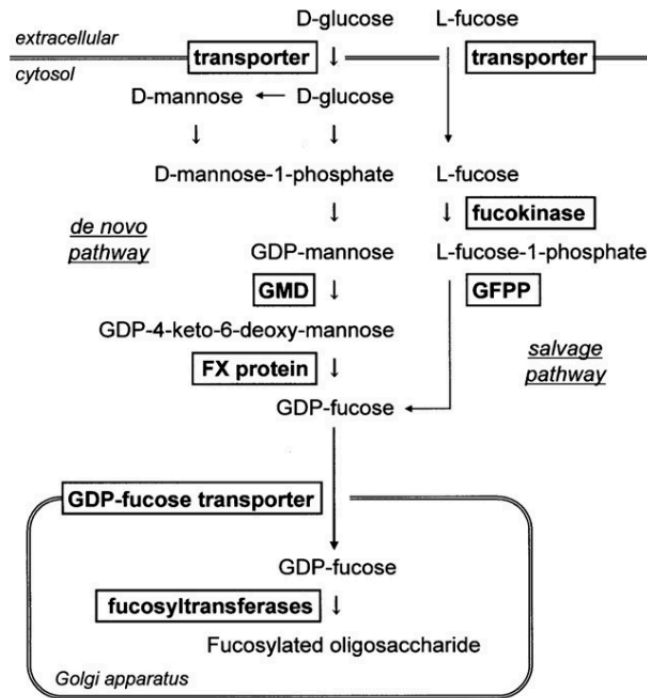 D-glucose L-fucose
extracellular
transporter transporter
cytosol
D-mannose ← D-glucose
↓ ↓
D-mannose-1-phosphate L-fucose
↓ ↓ fucokinase
de novo
pathway
GDP-mannose L-fucose-1-phosphate
GMD ↓ GFPP
GDP-4-keto-6-deoxy-mannose
salvage
pathway
FX protein ↓
GDP-fucose
GDP-fucose transporter
GDP-fucose
fucosyltransferases ↓
Fucosylated oligosaccharide
Golgi apparatus